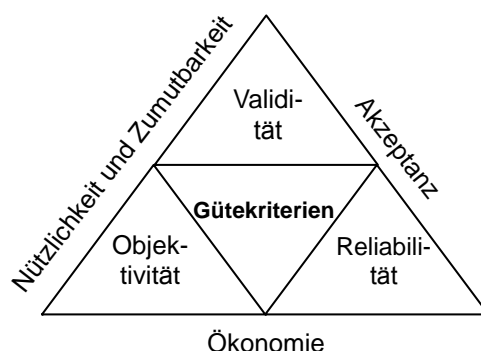 Nützlichkeit und Zumutbarkeit
Akzeptanz
Validi-
tät
Gütekriterien
Objek-
tivität
Reliabili-
tät
Ökonomie